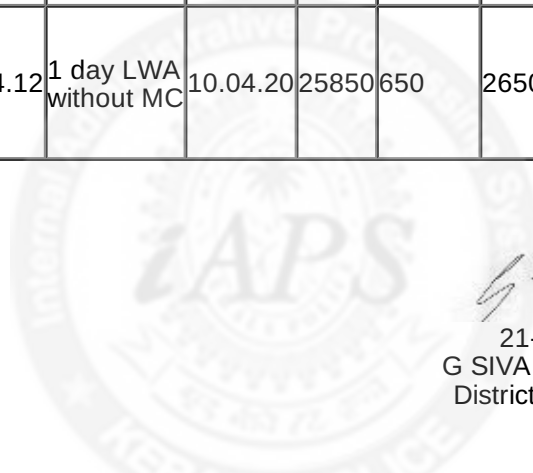 4.12 1 day LWA without MC 10.04.20 25850 650 2650
iAPS
21-
G SIVA
District